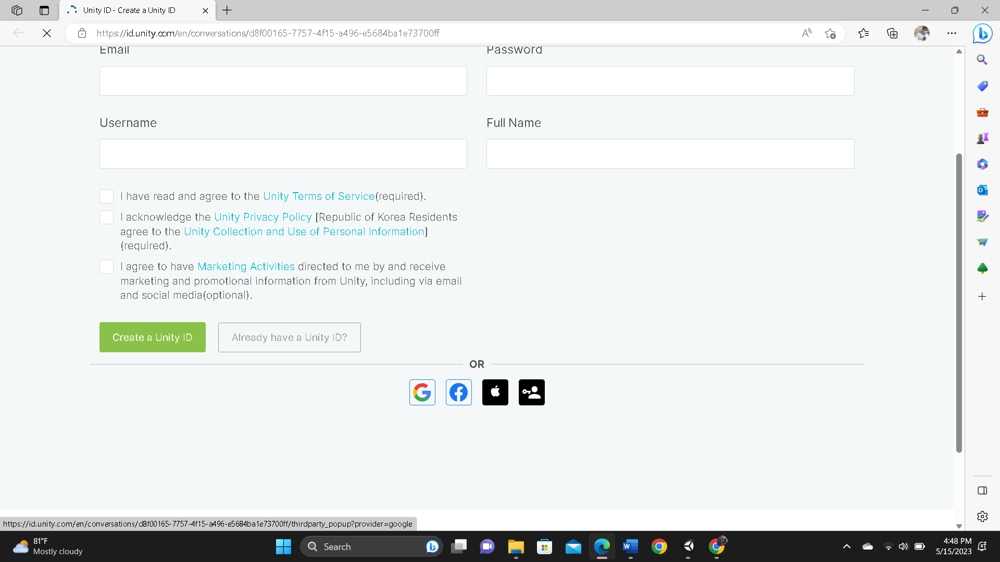 Unity ID - Create a Unity ID
https://id.unity.com/en/conversations/d8f00165-7757-4f15-a496-e5684ba1e73700ff
Email
Password
Username
Full Name
I have read and agree to the Unity Terms of Service(required).
I acknowledge the Unity Privacy Policy [Republic of Korea Residents
agree to the Unity Collection and Use of Personal Information]
(required).
I agree to have Marketing Activities directed to me by and receive
marketing and promotional information from Unity, including via email
and social media(optional).
Create a Unity ID
Already have a Unity ID?
OR
https://id.unity.com/en/conversations/d8f00165-7757-4f15-a496-e5684ba1e73700ff/thirdparty_popup?provider=google
81°F
Mostly cloudy
Search
4:48 PM
5/15/2023